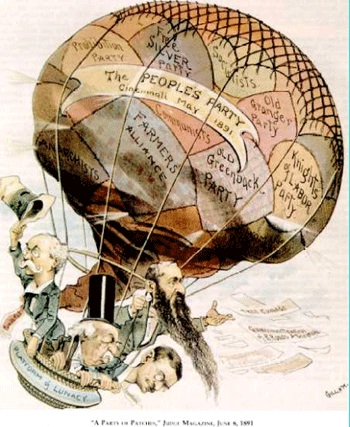 Prohibition
PARTY
Free
SILVER
PARTY
Socialists
The PEOPLE'S PARTY
Cincinnati MAY 1891.
Old
Granger
Party
Communists
ANARCHISTS
FARMERS
ALLIANCE
OLD
Greenback
PARTY
Knights
of Labor
PARTY
PLATFORM OF LUNACY
GILLAM
"A PARTY OF PATCHES," JUDGE MAGAZINE, JUNE 6, 1891